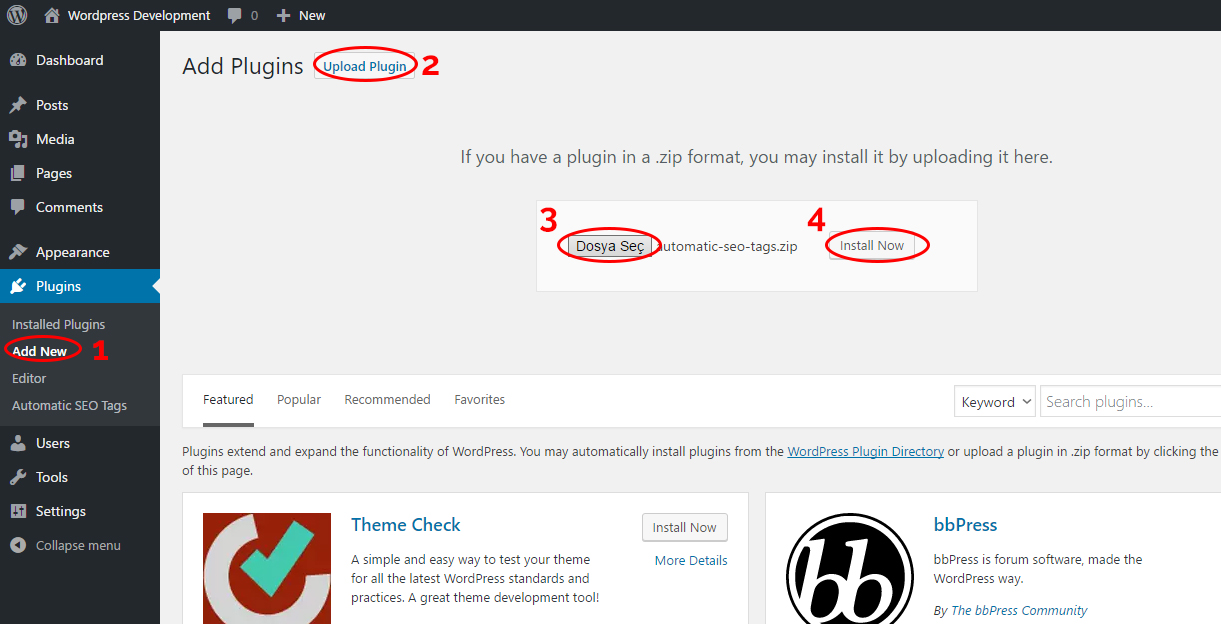 Wordpress Development 0 New
Dashboard
Posts
Media
Pages
Comments
Appearance
Plugins
Installed Plugins
Add New 1
Editor
Automatic SEO Tags
Users
Tools
Settings
Collapse menu
Add Plugins Upload Plugin 2
If you have a plugin in a .zip format, you may install it by uploading it here.
3 4
Dosya Seç automatic-seo-tags.zip Install Now
Featured Popular Recommended Favorites Keyword Search plugins...
Plugins extend and expand the functionality of WordPress. You may automatically install plugins from the WordPress Plugin Directory or upload a plugin in .zip format by clicking the
of this page.
Theme Check Install Now
More Details
A simple and easy way to test your theme
for all the latest WordPress standards and
practices. A great theme development tool!
bb
bbPress
bbPress is forum software, made the
WordPress way.
By The bbPress Community